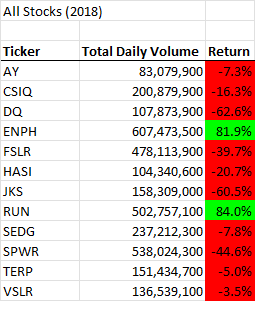 All Stocks (2018)
Ticker Total Daily Volume Return
AY 83,079,900 -7.3%
CSIQ 200,879,900 -16.3%
DQ 107,873,900 -62.6%
ENPH 607,473,500 81.9%
FSLR 478,113,900 -39.7%
HASI 104,340,600 -20.7%
JKS 158,309,000 -60.5%
RUN 502,757,100 84.0%
SEDG 237,212,300 -7.8%
SPWR 538,024,300 -44.6%
TERP 151,434,700 -5.0%
VSLR 136,539,100 -3.5%